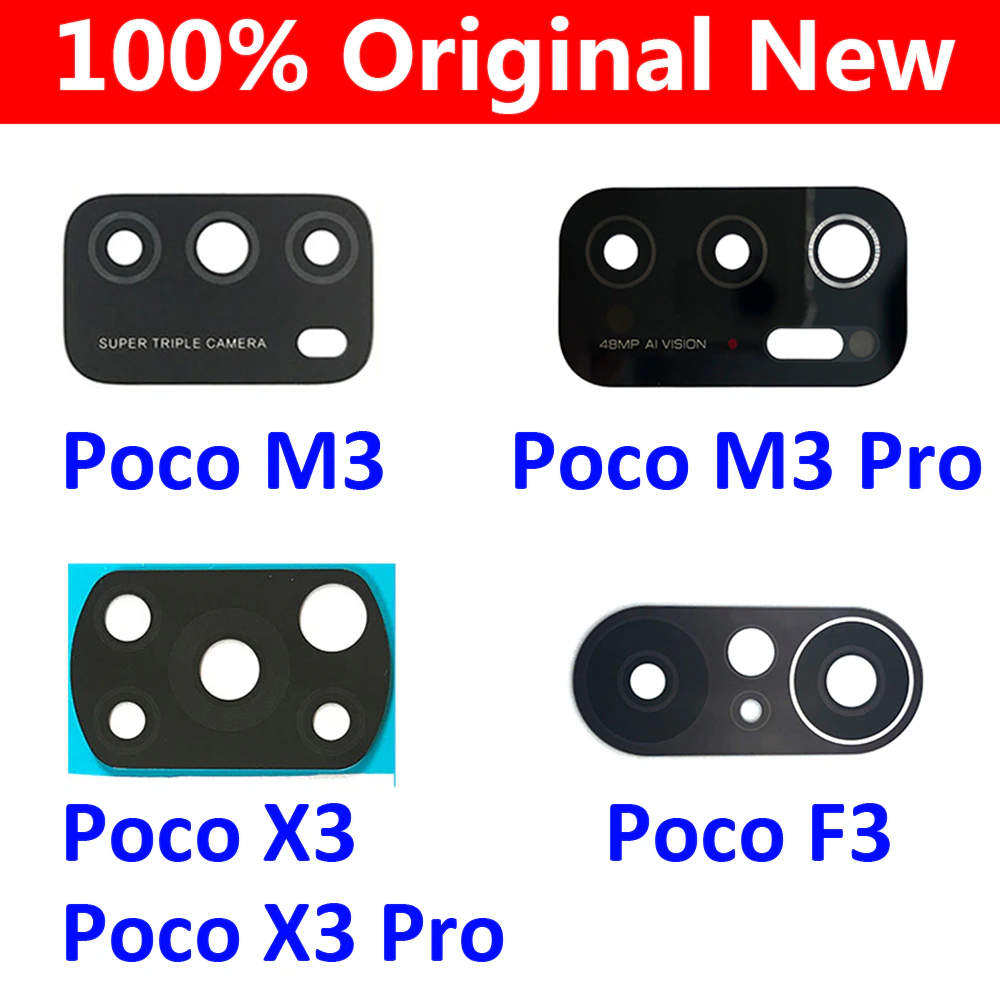 100% Original New
SUPER TRIPLE CAMERA
48MP AI VISION
Poco M3
Poco M3 Pro
Poco X3
Poco F3
Poco X3 Pro